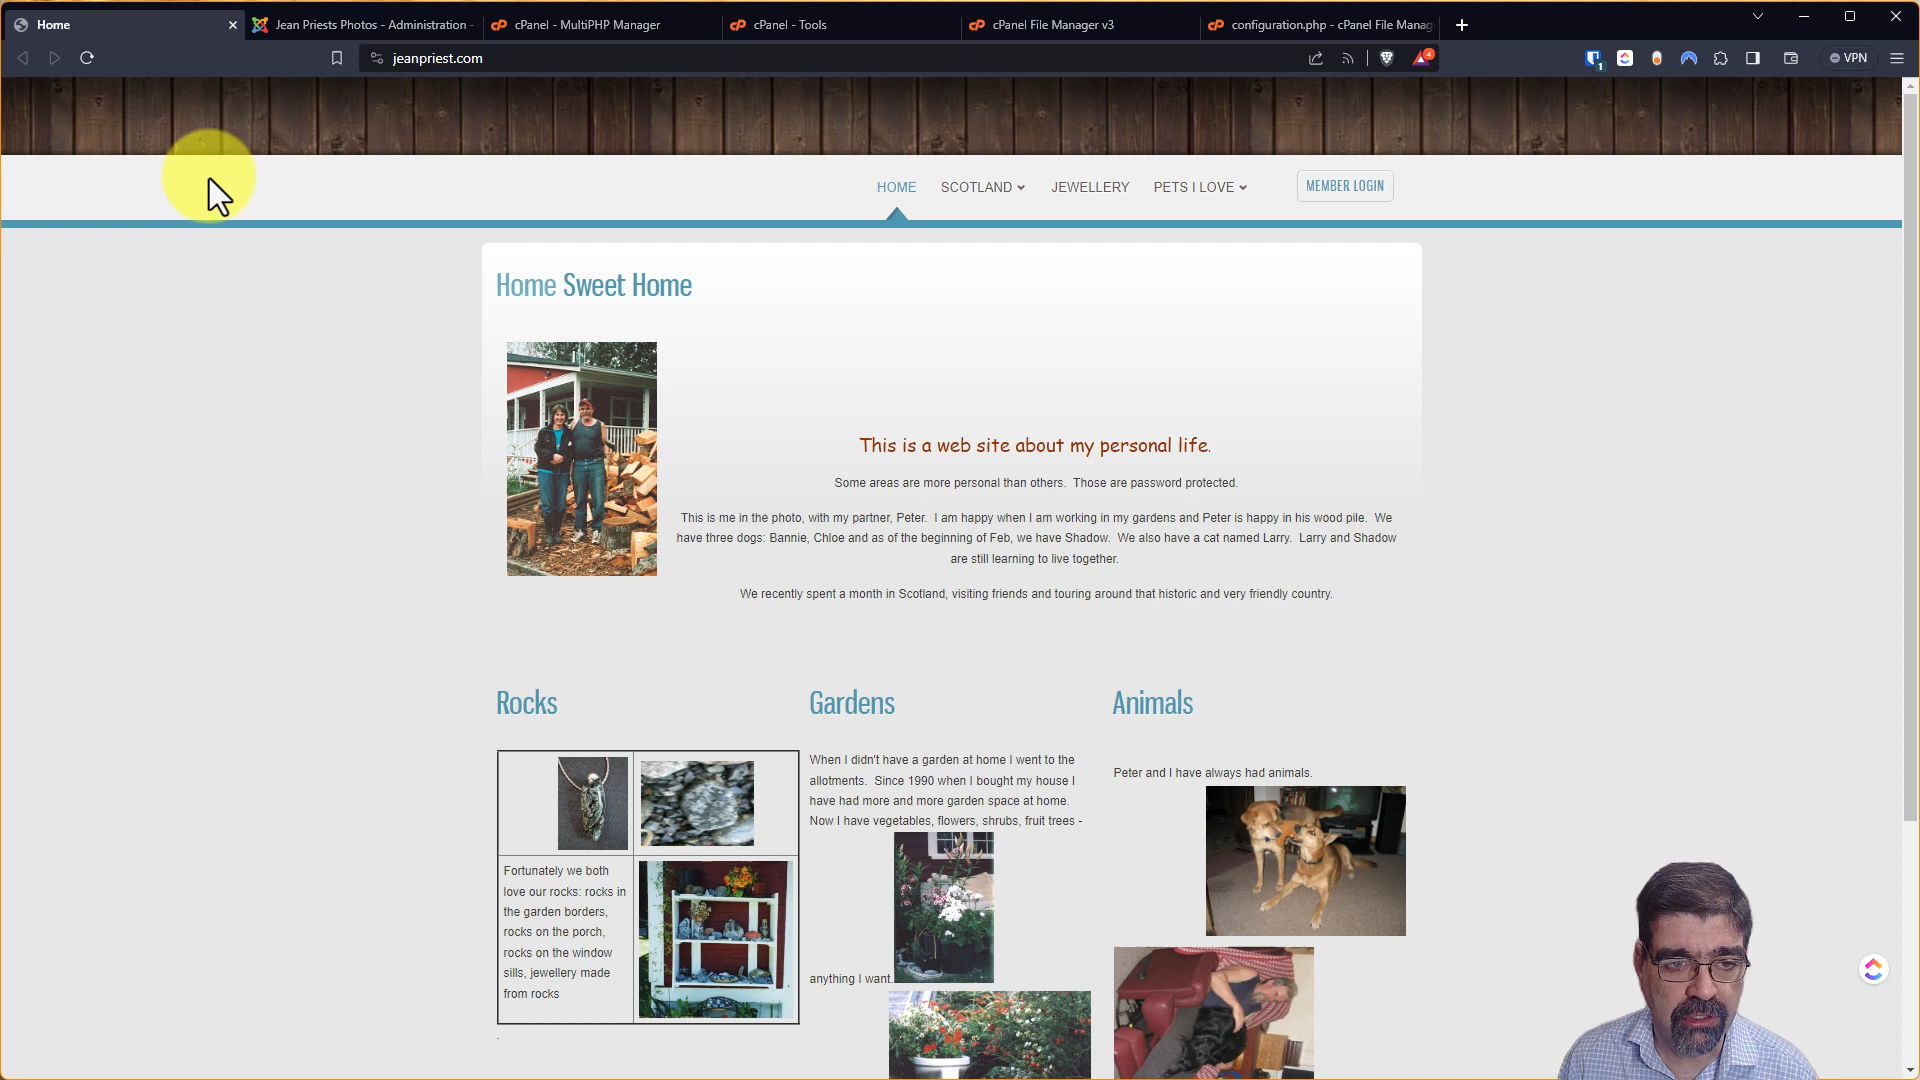 Home
Jean Priests Photos - Administration -
cPanel - MultiPHP Manager
cPanel - Tools
cPanel File Manager v3
configuration.php - cPanel File Manag
jeanpriest.com
4
1
VPN
HOME
SCOTLAND
JEWELLERY
PETS I LOVE
MEMBER LOGIN
Home Sweet Home
This is a web site about my personal life.
Some areas are more personal than others.  Those are password protected.
This is me in the photo, with my partner, Peter.  I am happy when I am working in my gardens and Peter is happy in his wood pile.  We
have three dogs: Bannie, Chloe and as of the beginning of Feb, we have Shadow.  We also have a cat named Larry.  Larry and Shadow
are still learning to live together.
We recently spent a month in Scotland, visiting friends and touring around that historic and very friendly country.
Rocks
Fortunately we both
love our rocks: rocks in
the garden borders,
rocks on the porch,
rocks on the window
sills, jewellery made
from rocks
.
Gardens
When I didn't have a garden at home I went to the
allotments.  Since 1990 when I bought my house I
have had more and more garden space at home.
Now I have vegetables, flowers, shrubs, fruit trees -
anything I want.
Animals
Peter and I have always had animals.